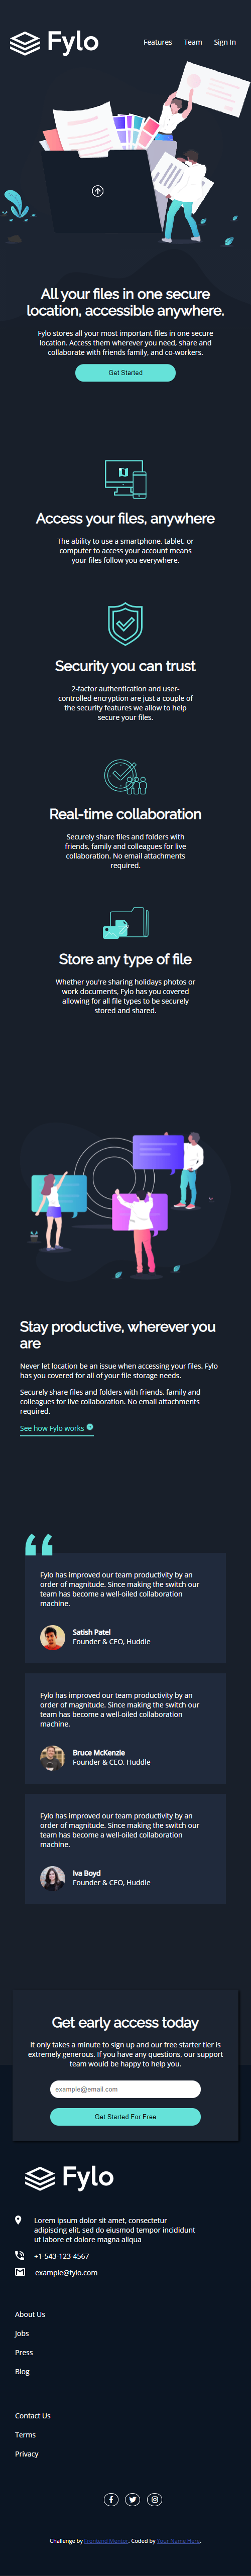 Fylo
Features Team Sign In
All your files in one secure
location, accessible anywhere.
Fylo stores all your most important files in one secure
location. Access them wherever you need, share and
collaborate with friends family, and co-workers.
Get Started
Access your files, anywhere
The ability to use a smartphone, tablet, or
computer to access your account means
your files follow you everywhere.
Security you can trust
2-factor authentication and user-
controlled encryption are just a couple of
the security features we allow to help
secure your files.
Real-time collaboration
Securely share files and folders with
friends, family and colleagues for live
collaboration. No email attachments
required.
Store any type of file
Whether you're sharing holidays photos or
work documents, Fylo has you covered
allowing for all file types to be securely
stored and shared.
Stay productive, wherever you
are
Never let location be an issue when accessing your files. Fylo
has you covered for all of your file storage needs.
Securely share files and folders with friends, family and
colleagues for live collaboration. No email attachments
required.
See how Fylo works
Fylo has improved our team productivity by an
order of magnitude. Since making the switch our
team has become a well-oiled collaboration
machine.
Satish Patel
Founder & CEO, Huddle
Fylo has improved our team productivity by an
order of magnitude. Since making the switch our
team has become a well-oiled collaboration
machine.
Bruce McKenzie
Founder & CEO, Huddle
Fylo has improved our team productivity by an
order of magnitude. Since making the switch our
team has become a well-oiled collaboration
machine.
Iva Boyd
Founder & CEO, Huddle
Get early access today
It only takes a minute to sign up and our free starter tier is
extremely generous. If you have any questions, our support
team would be happy to help you.
example@email.com
Get Started For Free
Fylo
Lorem ipsum dolor sit amet, consectetur
adipiscing elit, sed do eiusmod tempor incididunt
ut labore et dolore magna aliqua
+1-543-123-4567
example@fylo.com
About Us
Jobs
Press
Blog
Contact Us
Terms
Privacy
Challenge by Frontend Mentor. Coded by Your Name Here.